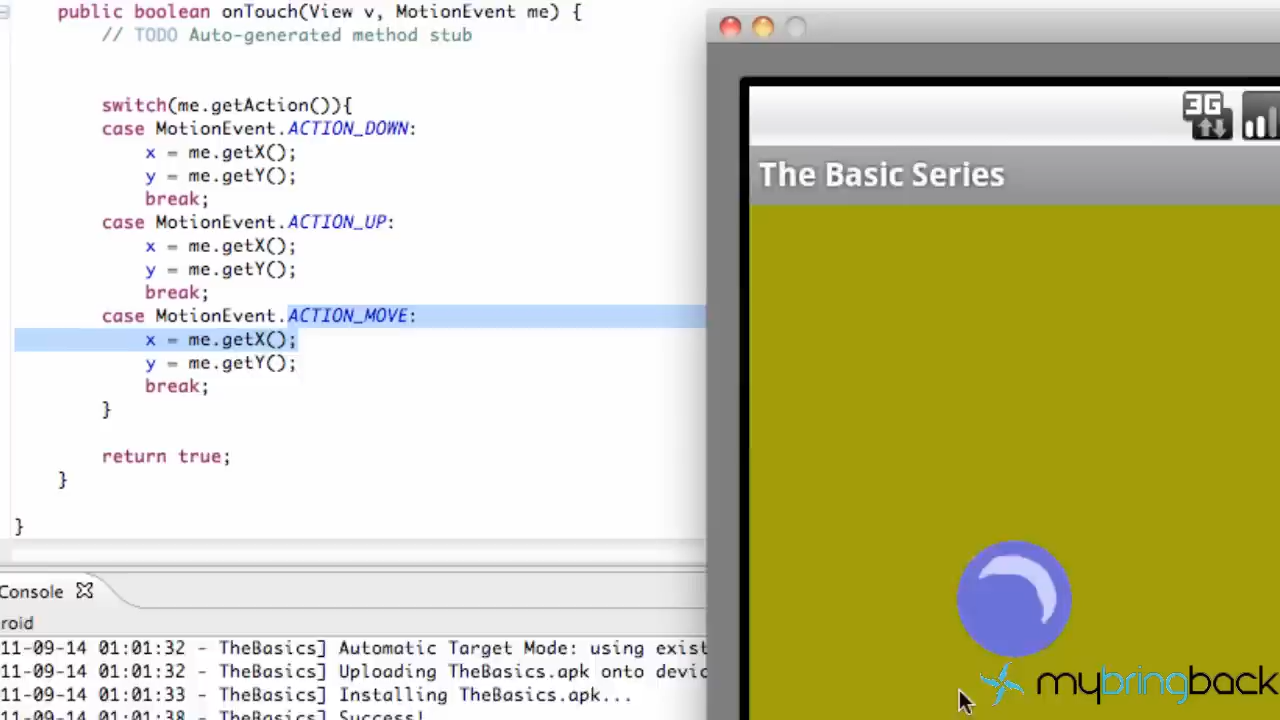 public boolean onTouch(View v, MotionEvent me) {
// TODO Auto-generated method stub
switch(me.getAction()){
case MotionEvent.ACTION_DOWN:
x = me.getX();
y = me.getY();
break;
case MotionEvent.ACTION_UP:
x = me.getX();
y = me.getY();
break;
case MotionEvent.ACTION_MOVE:
x = me.getX();
y = me.getY();
break;
}
return true;
}
}
Console
roid
11-09-14 01:01:32 - TheBasics] Automatic Target Mode: using exist
11-09-14 01:01:32 - TheBasics] Uploading TheBasics.apk onto devic
11-09-14 01:01:33 - TheBasics] Installing TheBasics.apk...
11-09-14 01:01:38 - TheBasics] Success!
3G
The Basic Series
mybringback